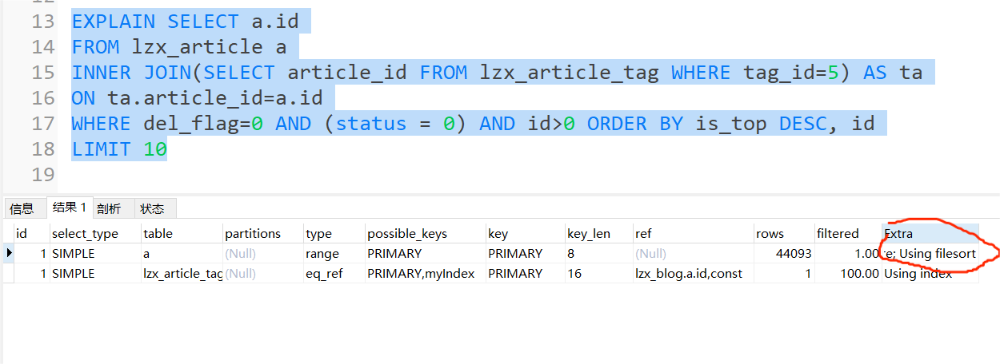 13 EXPLAIN SELECT a.id
14 FROM lzx_article a
15 INNER JOIN(SELECT article_id FROM lzx_article_tag WHERE tag_id=5) AS ta
16 ON ta.article_id=a.id
17 WHERE del_flag=0 AND (status = 0) AND id>0 ORDER BY is_top DESC, id
18 LIMIT 10
19
信息 结果 1 剖析 状态
id select_type table partitions type possible_keys key key_len ref rows filtered Extra
1 SIMPLE a (Null) range PRIMARY PRIMARY 8 (Null) 44093 1.00 e; Using filesort
1 SIMPLE lzx_article_tag (Null) eq_ref PRIMARY,myIndex PRIMARY 16 lzx_blog.a.id,const 1 100.00 Using index